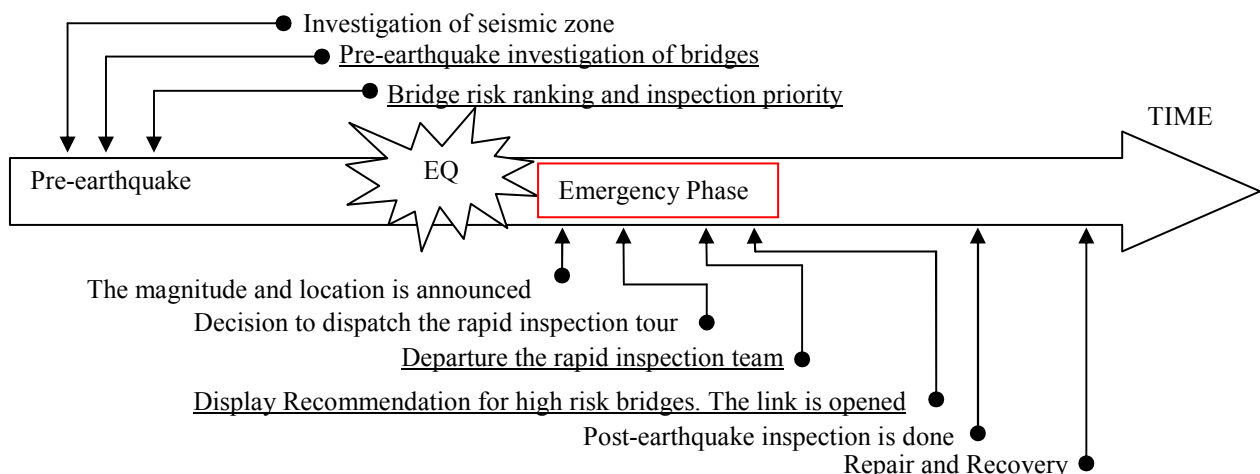 Investigation of seismic zone
Pre-earthquake investigation of bridges
Bridge risk ranking and inspection priority
TIME
Pre-earthquake
EQ
Emergency Phase
The magnitude and location is announced
Decision to dispatch the rapid inspection tour
Departure the rapid inspection team
Display Recommendation for high risk bridges. The link is opened
Post-earthquake inspection is done
Repair and Recovery